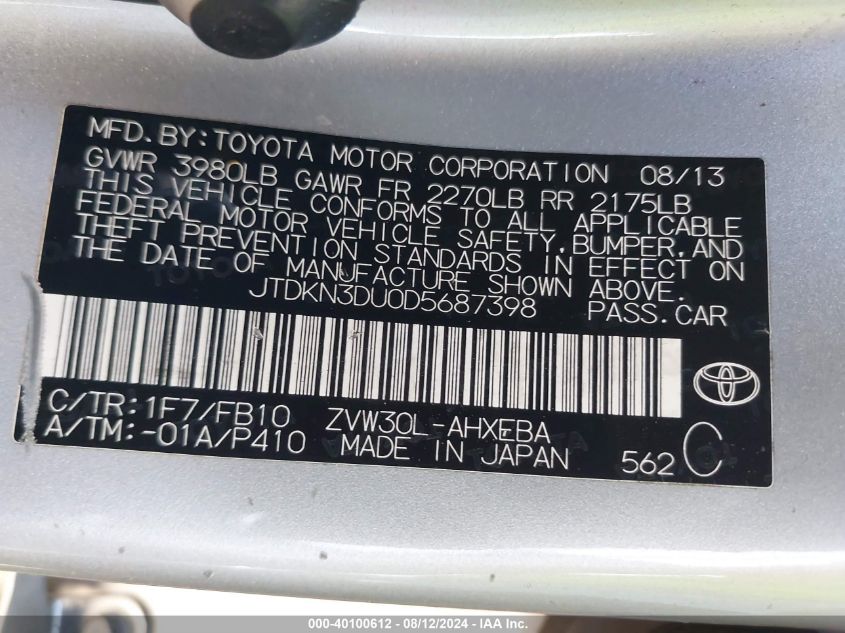 MFD. BY: TOYOTA MOTOR CORPORATION 08/13
GVWR 3980LB GAWR FR 2270LB RR 2175LB
THIS VEHICLE CONFORMS TO ALL APPLICABLE
FEDERAL MOTOR VEHICLE SAFETY, BUMPER, AND
THEFT PREVENTION STANDARDS IN EFFECT ON
THE DATE OF MANUFACTURE SHOWN ABOVE.
JTDKN3DU0D5687398 PASS. CAR
C/TR: 1F7/FB10 ZVW30L-AHXEBA
A/TM: -01A/P410 MADE IN JAPAN 562 C
000-40100612 - 08/12/2024 - IAA Inc.